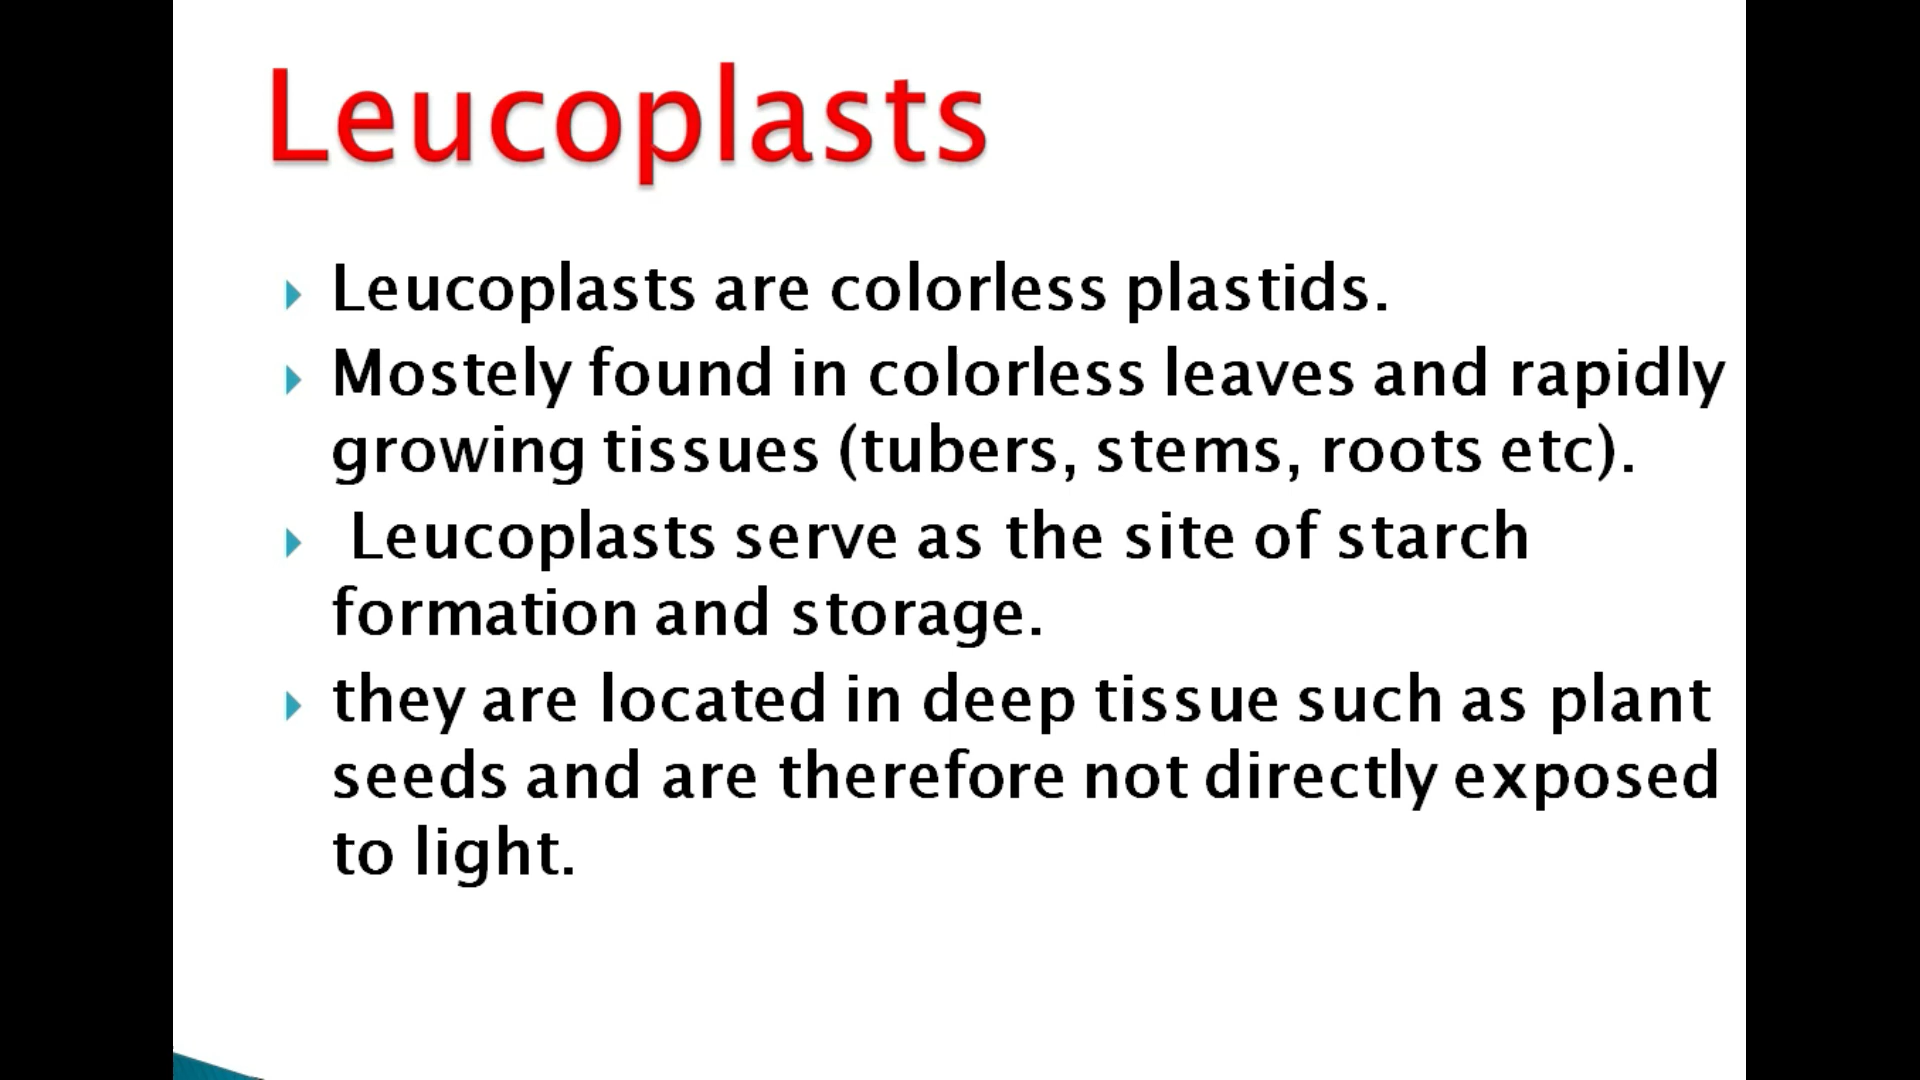 Leucoplasts
Leucoplasts are colorless plastids.
Mostely found in colorless leaves and rapidly
growing tissues (tubers, stems, roots etc).
Leucoplasts serve as the site of starch
formation and storage.
they are located in deep tissue such as plant
seeds and are therefore not directly exposed
to light.